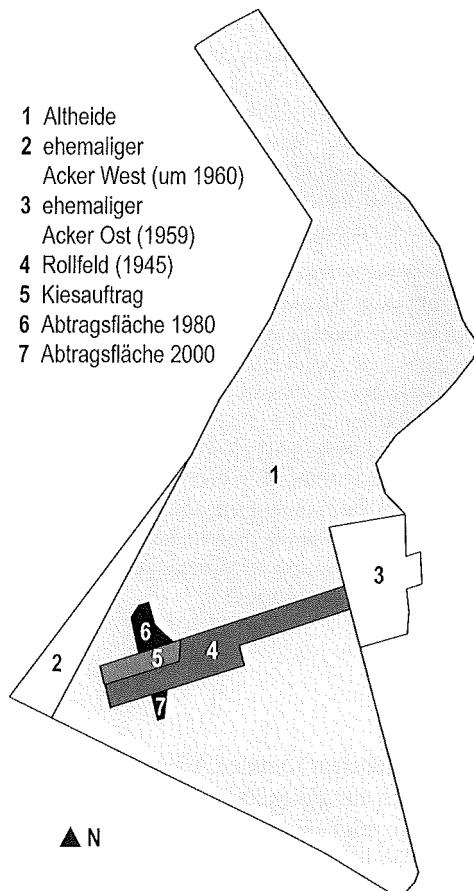 1 Altheide
2 ehemaliger
Acker West (um 1960)
3 ehemaliger
Acker Ost (1959)
4 Rollfeld (1945)
5 Kiesauftrag
6 Abtragsfläche 1980
7 Abtragsfläche 2000
1
3
6
4
5
2
7
N